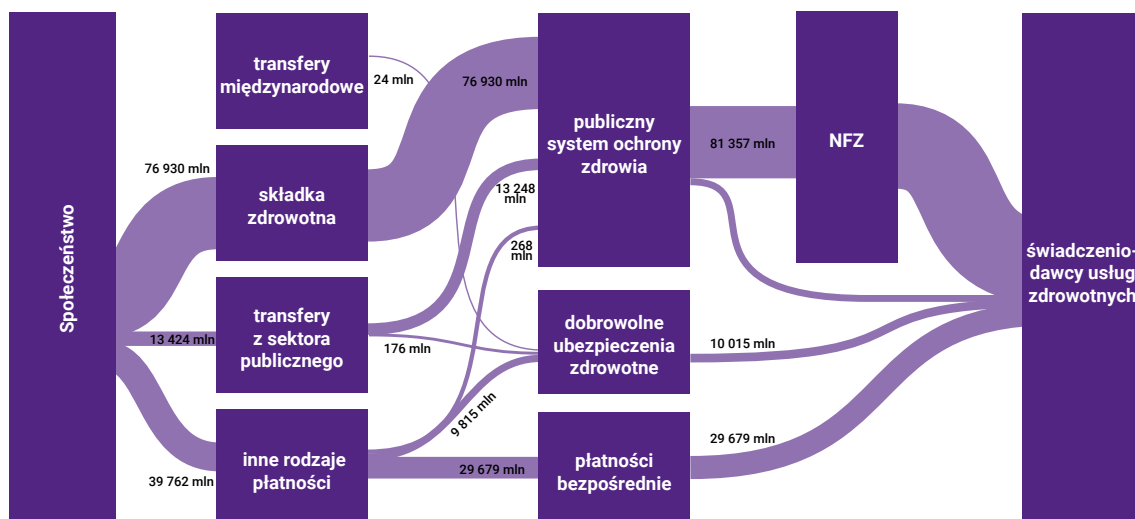 Społeczeństwo
76 930 mln
13 424 mln
39 762 mln
transfery
międzynarodowe
składka
zdrowotna
transfery
z sektora
publicznego
inne rodzaje
płatności
24 mln
76 930 mln
13 248
mln
268
mln
176 mln
9 815 mln
29 679 mln
publiczny
system ochrony
zdrowia
dobrowolne
ubezpieczenia
zdrowotne
płatności
bezpośrednie
81 357 mln
10 015 mln
29 679 mln
NFZ
świadczenio-
dawcy usług
zdrowotnych